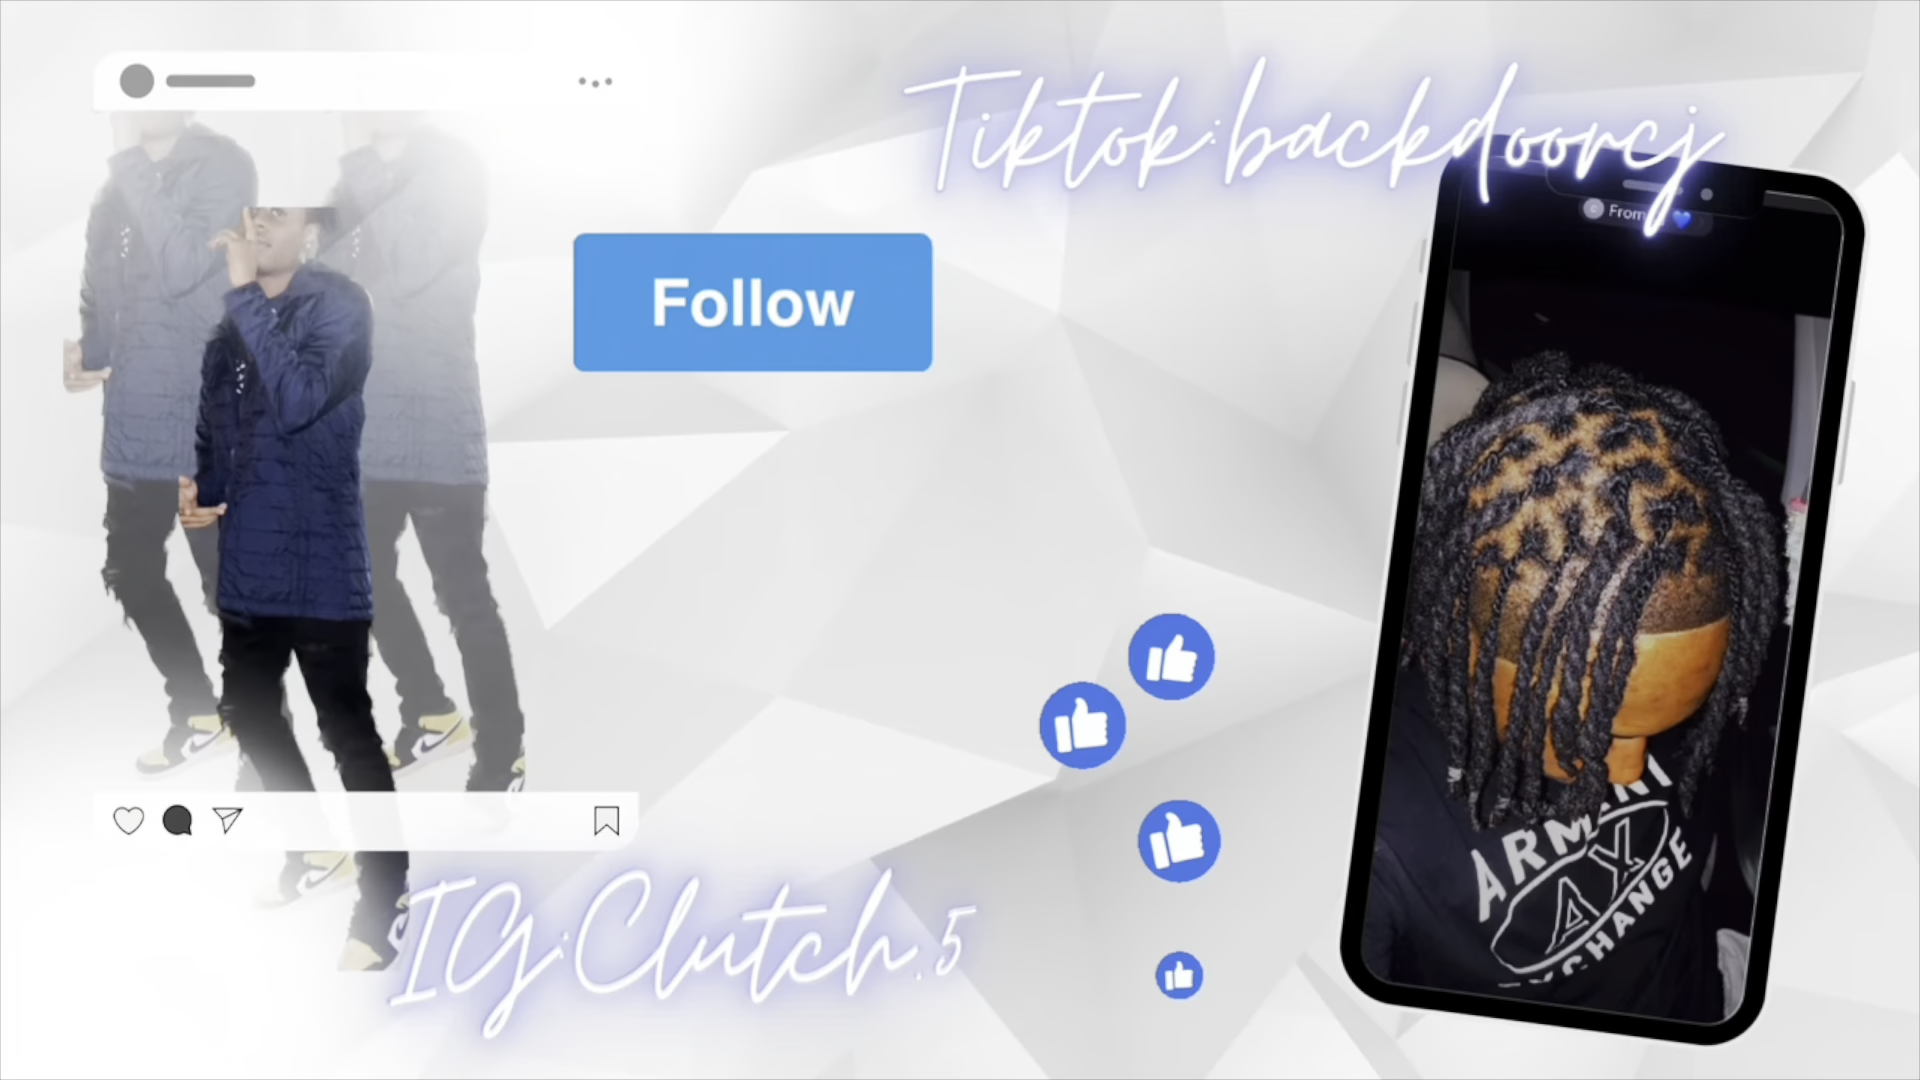 Tiktok:backdoorcj
From
Follow
ARMANI
AX
EXCHANGE
IG:Clutch.5